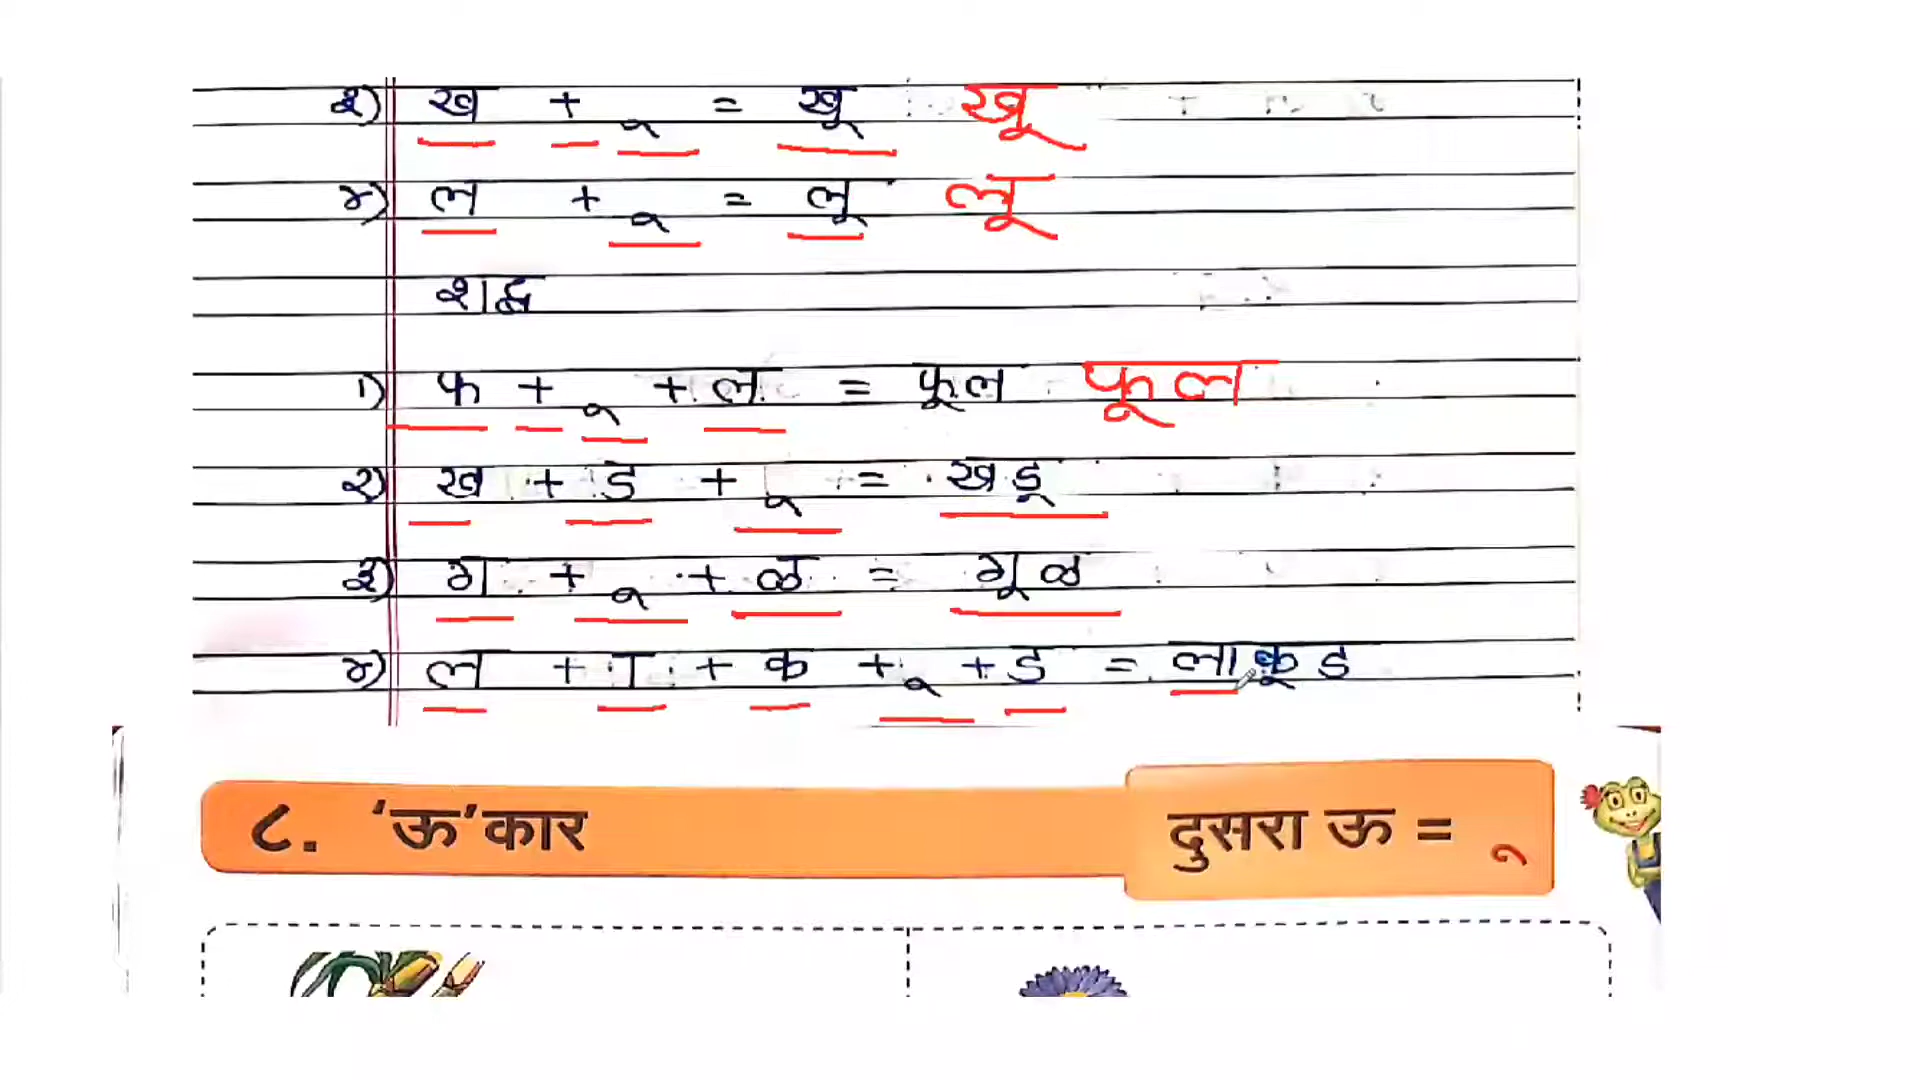 ३) ख + ू = खू खू
४) ल + ू = लू लू
शब्द
१) फ + ू + ल = फूल फूल
२) ख + ड + ू = खडू
३) ग + ू + ळ = गूळ
४) ल + ा + क + ू + ड = लाकूड
८. ‘ऊ’कार दुसरा ऊ = ू